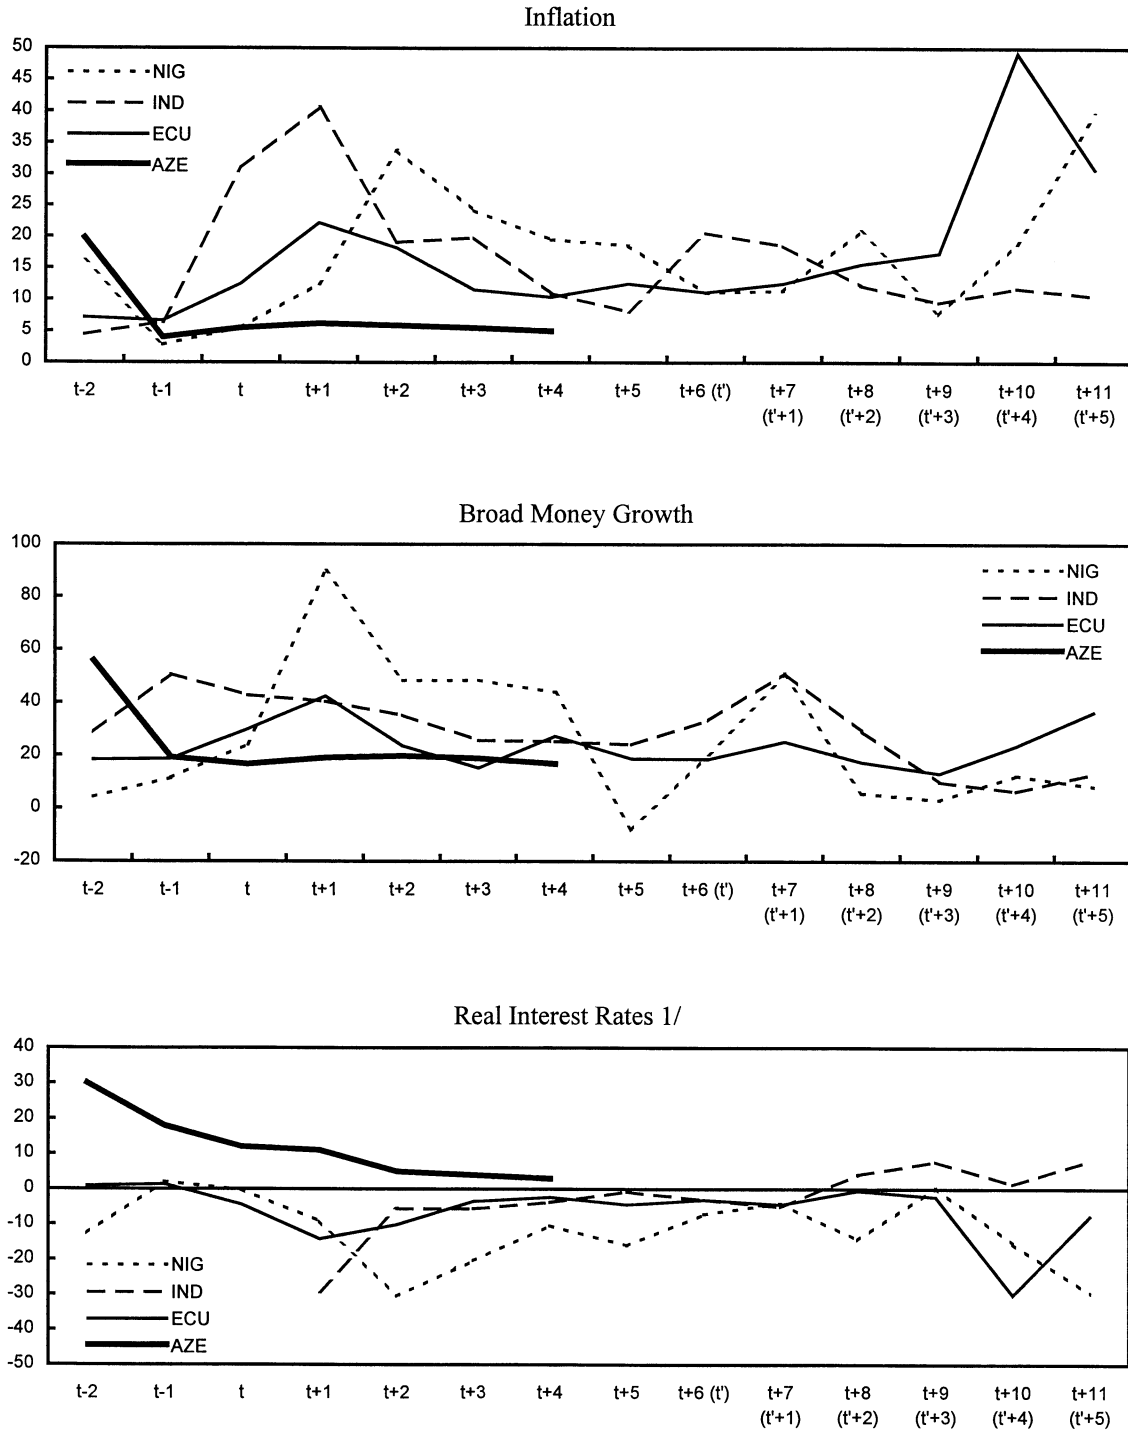 Inflation
50
45
40
35
30
25
20
15
10
5
0
NIG
IND
ECU
AZE
t-2 t-1 t t+1 t+2 t+3 t+4 t+5 t+6 (t') t+7 t+8 t+9 t+10 t+11
(t'+1) (t'+2) (t'+3) (t'+4) (t'+5)
Broad Money Growth
100
80
60
40
20
0
-20
NIG
IND
ECU
AZE
t-2 t-1 t t+1 t+2 t+3 t+4 t+5 t+6 (t') t+7 t+8 t+9 t+10 t+11
(t'+1) (t'+2) (t'+3) (t'+4) (t'+5)
Real Interest Rates 1/
40
30
20
10
0
-10
-20
-30
-40
-50
NIG
IND
ECU
AZE
t-2 t-1 t t+1 t+2 t+3 t+4 t+5 t+6 (t') t+7 t+8 t+9 t+10 t+11
(t'+1) (t'+2) (t'+3) (t'+4) (t'+5)